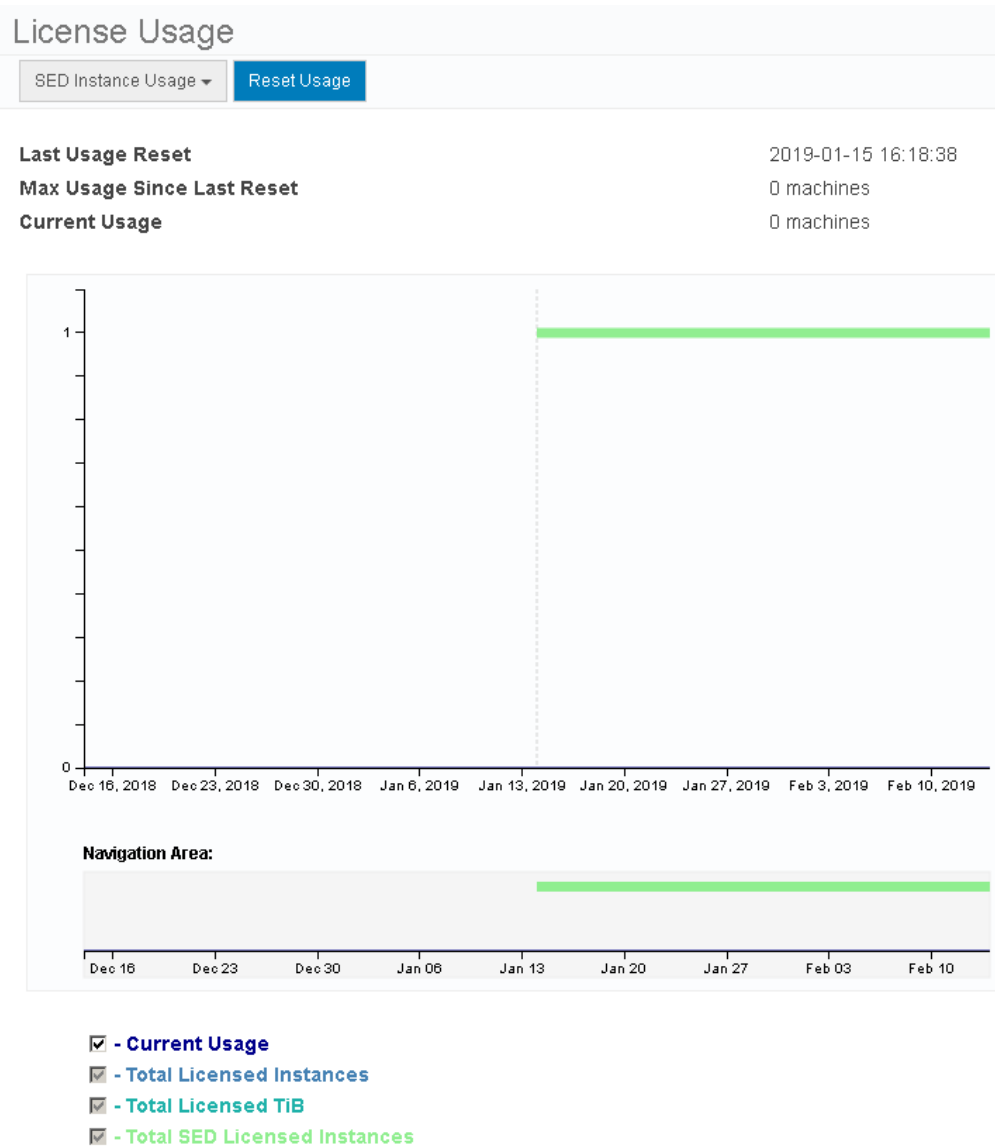 License Usage
SED Instance Usage Reset Usage
Last Usage Reset 2019-01-15 16:18:38
Max Usage Since Last Reset 0 machines
Current Usage 0 machines
1
0
Dec 16, 2018 Dec 23, 2018 Dec 30, 2018 Jan 6, 2019 Jan 13, 2019 Jan 20, 2019 Jan 27, 2019 Feb 3, 2019 Feb 10, 2019
Navigation Area:
Dec 16 Dec 23 Dec 30 Jan 06 Jan 13 Jan 20 Jan 27 Feb 03 Feb 10
- Current Usage
- Total Licensed Instances
- Total Licensed TiB
- Total SED Licensed Instances